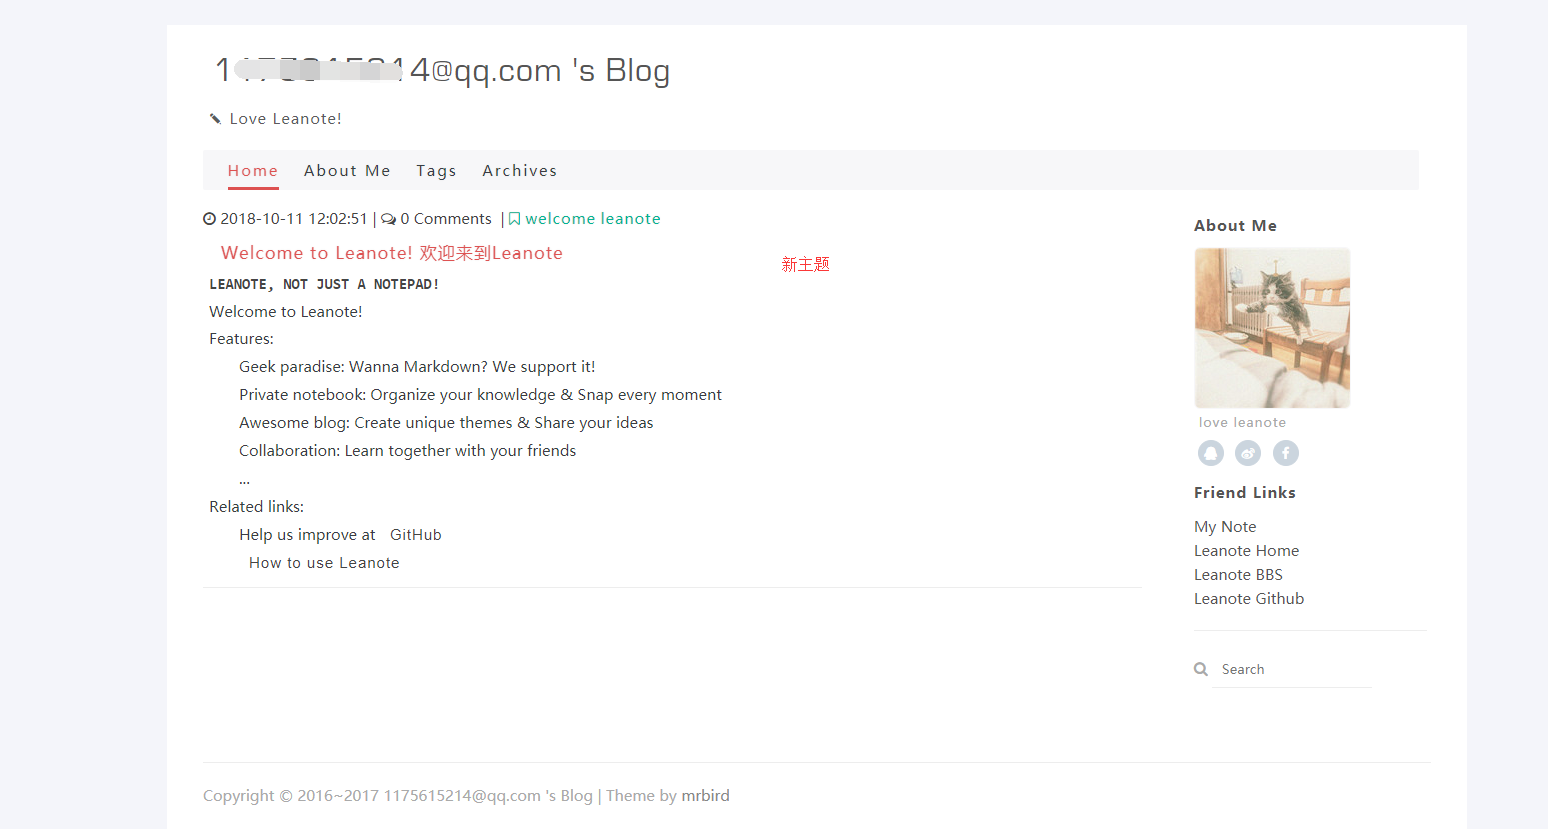 4@qq.com 's Blog
Love Leanote!
Home About Me Tags Archives
2018-10-11 12:02:51 | 0 Comments | welcome leanote
Welcome to Leanote! 欢迎来到Leanote
新主题
LEANOTE, NOT JUST A NOTEPAD!
Welcome to Leanote!
Features:
Geek paradise: Wanna Markdown? We support it!
Private notebook: Organize your knowledge & Snap every moment
Awesome blog: Create unique themes & Share your ideas
Collaboration: Learn together with your friends
...
Related links:
Help us improve at GitHub
How to use Leanote
About Me
love leanote
Friend Links
My Note
Leanote Home
Leanote BBS
Leanote Github
Search
Copyright © 2016~2017 1175615214@qq.com 's Blog | Theme by mrbird